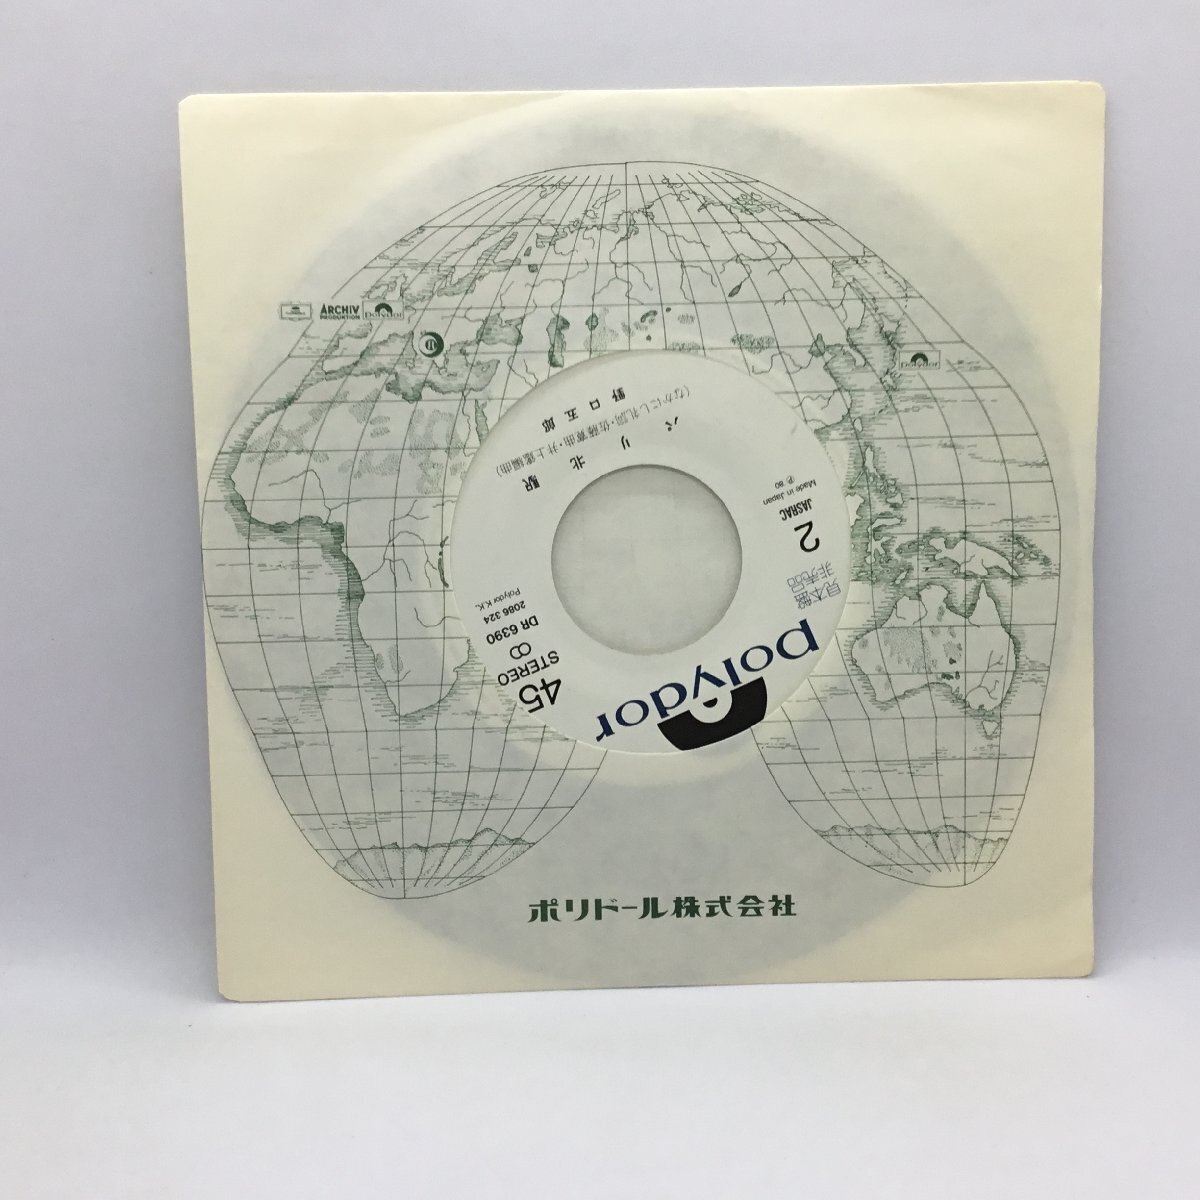 ARCHIV
PRODUKTION
polydor
polydor
polydor
見本盤
非売品
2
JASRAC
Made in Japan
Ⓟ '80
45
STEREO
DR 6390
2086 324
Polydor K.K.
パリ北駅
(なかにし礼詞・佐藤寛曲・井上鑑編曲)
野口五郎
ポリドール株式会社